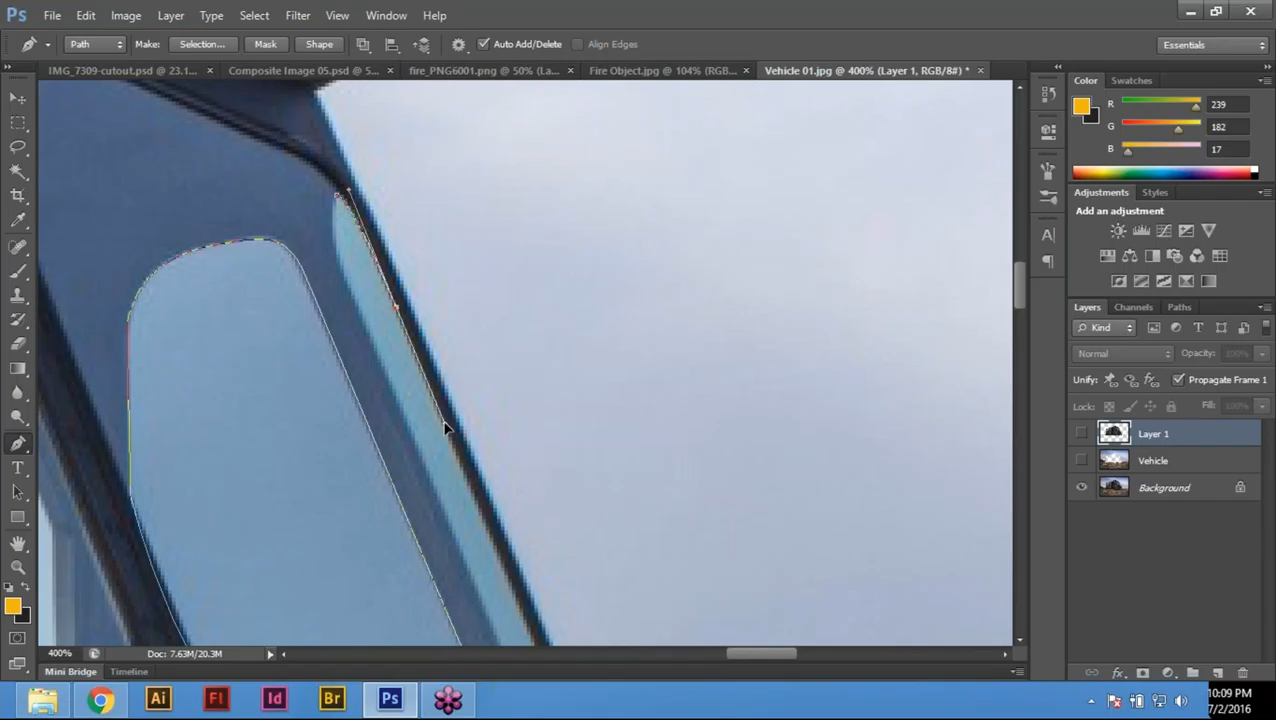 Ps File Edit Image Layer Type Select Filter View Window Help
Path Make: Selection... Mask Shape Auto Add/Delete Align Edges Essentials
IMG_7309-cutout.psd @ 23.1... × Composite Image 05.psd @ 5... × fire_PNG6001.png @ 50% (La... × Fire Object.jpg @ 104% (RGB... × Vehicle 01.jpg @ 400% (Layer 1, RGB/8#) * ×
Color Swatches
R 239
G 182
B 17
Adjustments Styles
Add an adjustment
Layers Channels Paths
Kind
Normal Opacity: 100%
Unify: Propagate Frame 1
Lock: Fill: 100%
Layer 1
Vehicle
Background
400% Doc: 7.63M/20.3M
Mini Bridge Timeline
Ai Fl Id Br Ps
10:09 PM
7/2/2016